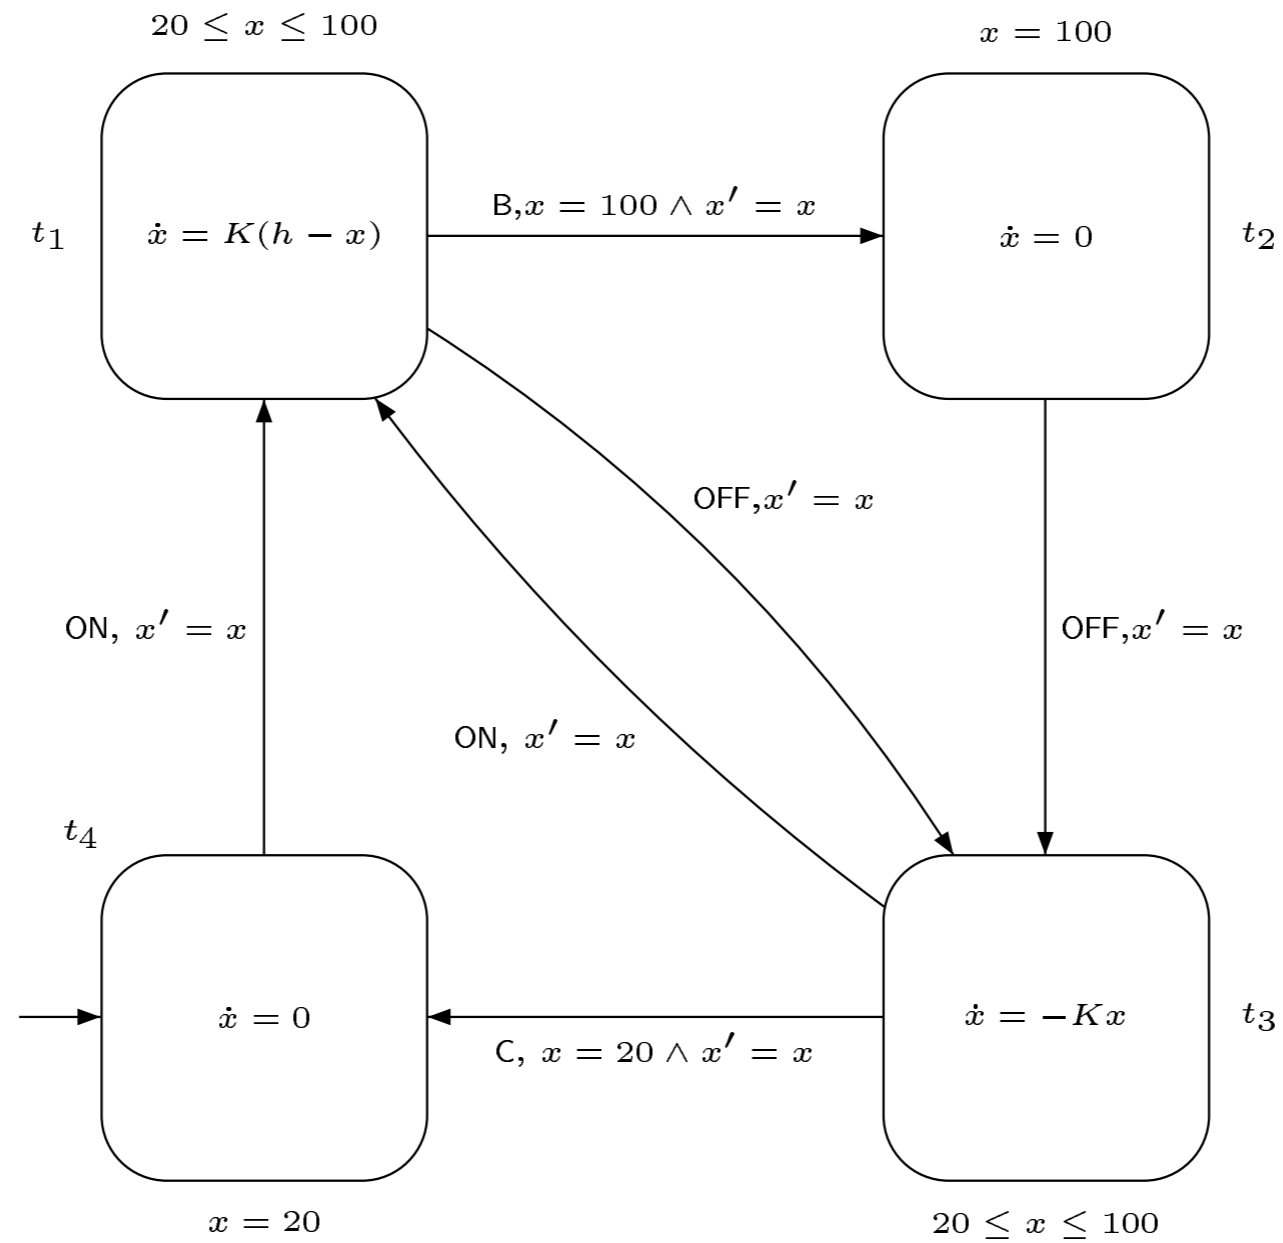 20 ≤ x ≤ 100
x = 100
t₁
ẋ = K(h − x)
B,x = 100 ∧ x′ = x
ẋ = 0
t₂
OFF,x′ = x
ON, x′ = x
OFF,x′ = x
ON, x′ = x
t₄
ẋ = 0
C, x = 20 ∧ x′ = x
ẋ = −Kx
t₃
x = 20
20 ≤ x ≤ 100